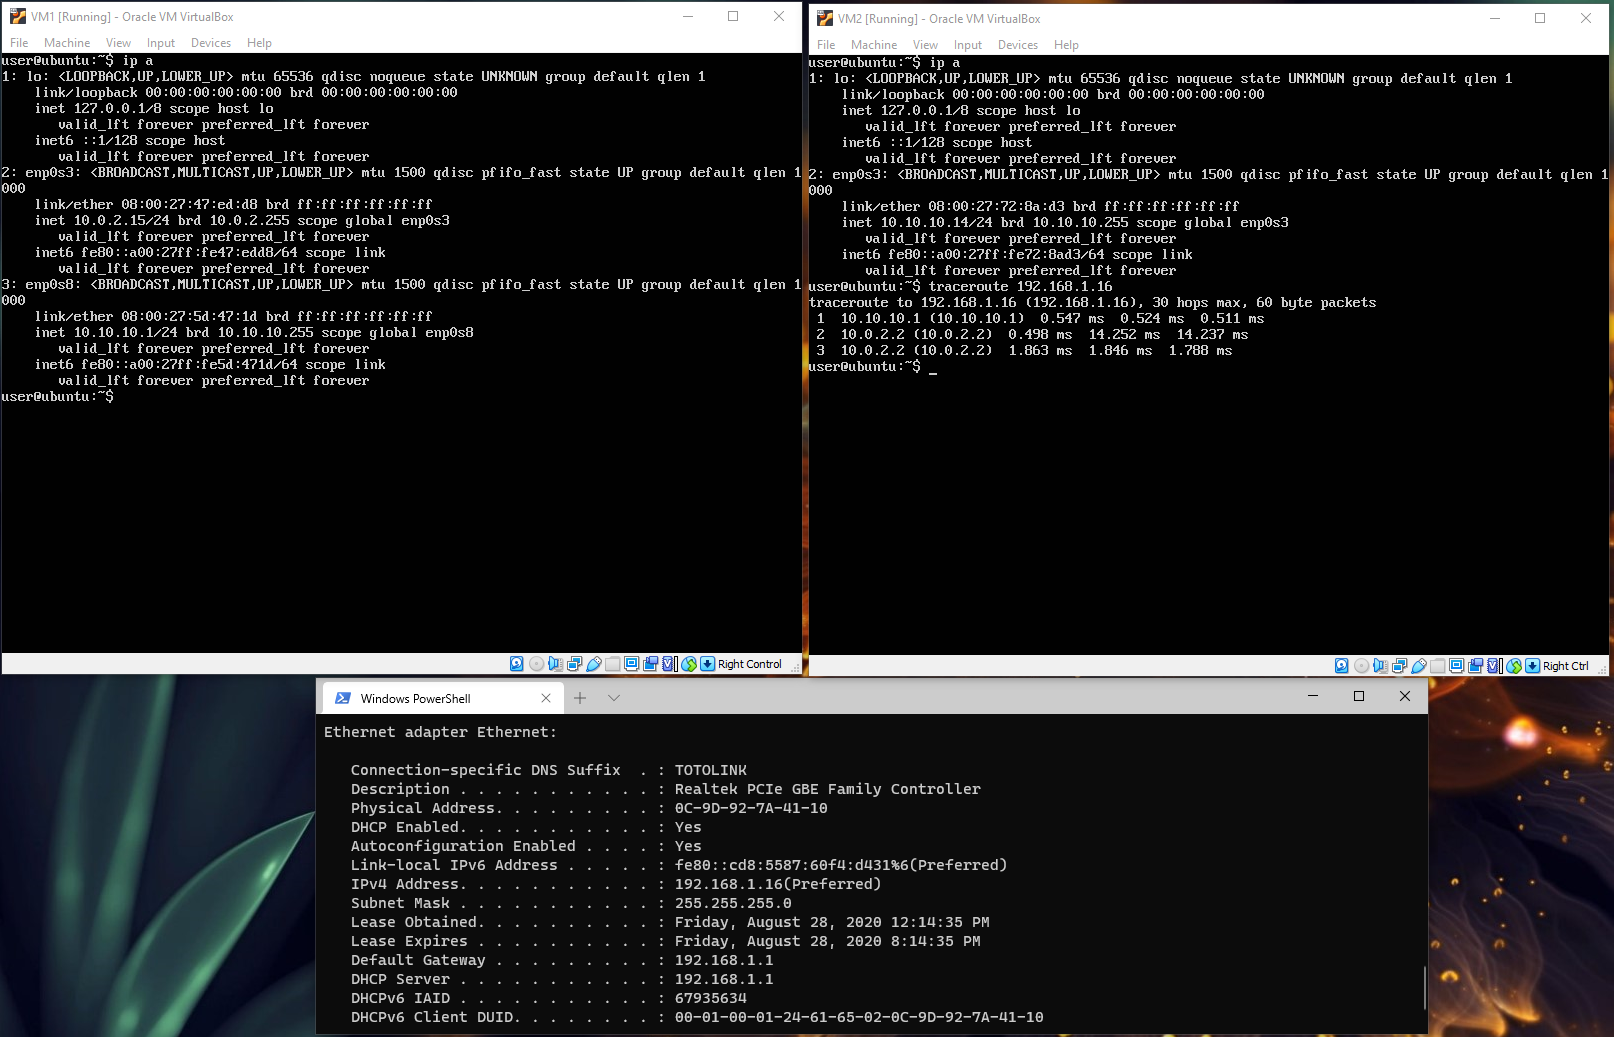 VM1 [Running] - Oracle VM VirtualBox
File Machine View Input Devices Help
user@ubuntu:~$ ip a
1: lo: <LOOPBACK,UP,LOWER_UP> mtu 65536 qdisc noqueue state UNKNOWN group default qlen 1
link/loopback 00:00:00:00:00:00 brd 00:00:00:00:00:00
inet 127.0.0.1/8 scope host lo
valid_lft forever preferred_lft forever
inet6 ::1/128 scope host
valid_lft forever preferred_lft forever
2: enp0s3: <BROADCAST,MULTICAST,UP,LOWER_UP> mtu 1500 qdisc pfifo_fast state UP group default qlen 1
000
link/ether 08:00:27:47:ed:d8 brd ff:ff:ff:ff:ff:ff
inet 10.0.2.15/24 brd 10.0.2.255 scope global enp0s3
valid_lft forever preferred_lft forever
inet6 fe80::a00:27ff:fe47:edd8/64 scope link
valid_lft forever preferred_lft forever
3: enp0s8: <BROADCAST,MULTICAST,UP,LOWER_UP> mtu 1500 qdisc pfifo_fast state UP group default qlen 1
000
link/ether 08:00:27:5d:47:1d brd ff:ff:ff:ff:ff:ff
inet 10.10.10.1/24 brd 10.10.10.255 scope global enp0s8
valid_lft forever preferred_lft forever
inet6 fe80::a00:27ff:fe5d:471d/64 scope link
valid_lft forever preferred_lft forever
user@ubuntu:~$
Right Control
VM2 [Running] - Oracle VM VirtualBox
File Machine View Input Devices Help
user@ubuntu:~$ ip a
1: lo: <LOOPBACK,UP,LOWER_UP> mtu 65536 qdisc noqueue state UNKNOWN group default qlen 1
link/loopback 00:00:00:00:00:00 brd 00:00:00:00:00:00
inet 127.0.0.1/8 scope host lo
valid_lft forever preferred_lft forever
inet6 ::1/128 scope host
valid_lft forever preferred_lft forever
2: enp0s3: <BROADCAST,MULTICAST,UP,LOWER_UP> mtu 1500 qdisc pfifo_fast state UP group default qlen 1
000
link/ether 08:00:27:72:8a:d3 brd ff:ff:ff:ff:ff:ff
inet 10.10.10.14/24 brd 10.10.10.255 scope global enp0s3
valid_lft forever preferred_lft forever
inet6 fe80::a00:27ff:fe72:8ad3/64 scope link
valid_lft forever preferred_lft forever
user@ubuntu:~$ traceroute 192.168.1.16
traceroute to 192.168.1.16 (192.168.1.16), 30 hops max, 60 byte packets
1 10.10.10.1 (10.10.10.1) 0.547 ms 0.524 ms 0.511 ms
2 10.0.2.2 (10.0.2.2) 0.498 ms 14.252 ms 14.237 ms
3 10.0.2.2 (10.0.2.2) 1.863 ms 1.846 ms 1.788 ms
user@ubuntu:~$ _
Right Ctrl
Windows PowerShell
Ethernet adapter Ethernet:
Connection-specific DNS Suffix . : TOTOLINK
Description . . . . . . . . . . . : Realtek PCIe GBE Family Controller
Physical Address. . . . . . . . . : 0C-9D-92-7A-41-10
DHCP Enabled. . . . . . . . . . . : Yes
Autoconfiguration Enabled . . . . : Yes
Link-local IPv6 Address . . . . . : fe80::cd8:5587:60f4:d431%6(Preferred)
IPv4 Address. . . . . . . . . . . : 192.168.1.16(Preferred)
Subnet Mask . . . . . . . . . . . : 255.255.255.0
Lease Obtained. . . . . . . . . . : Friday, August 28, 2020 12:14:35 PM
Lease Expires . . . . . . . . . . : Friday, August 28, 2020 8:14:35 PM
Default Gateway . . . . . . . . . : 192.168.1.1
DHCP Server . . . . . . . . . . . : 192.168.1.1
DHCPv6 IAID . . . . . . . . . . . : 67935634
DHCPv6 Client DUID. . . . . . . . : 00-01-00-01-24-61-65-02-0C-9D-92-7A-41-10